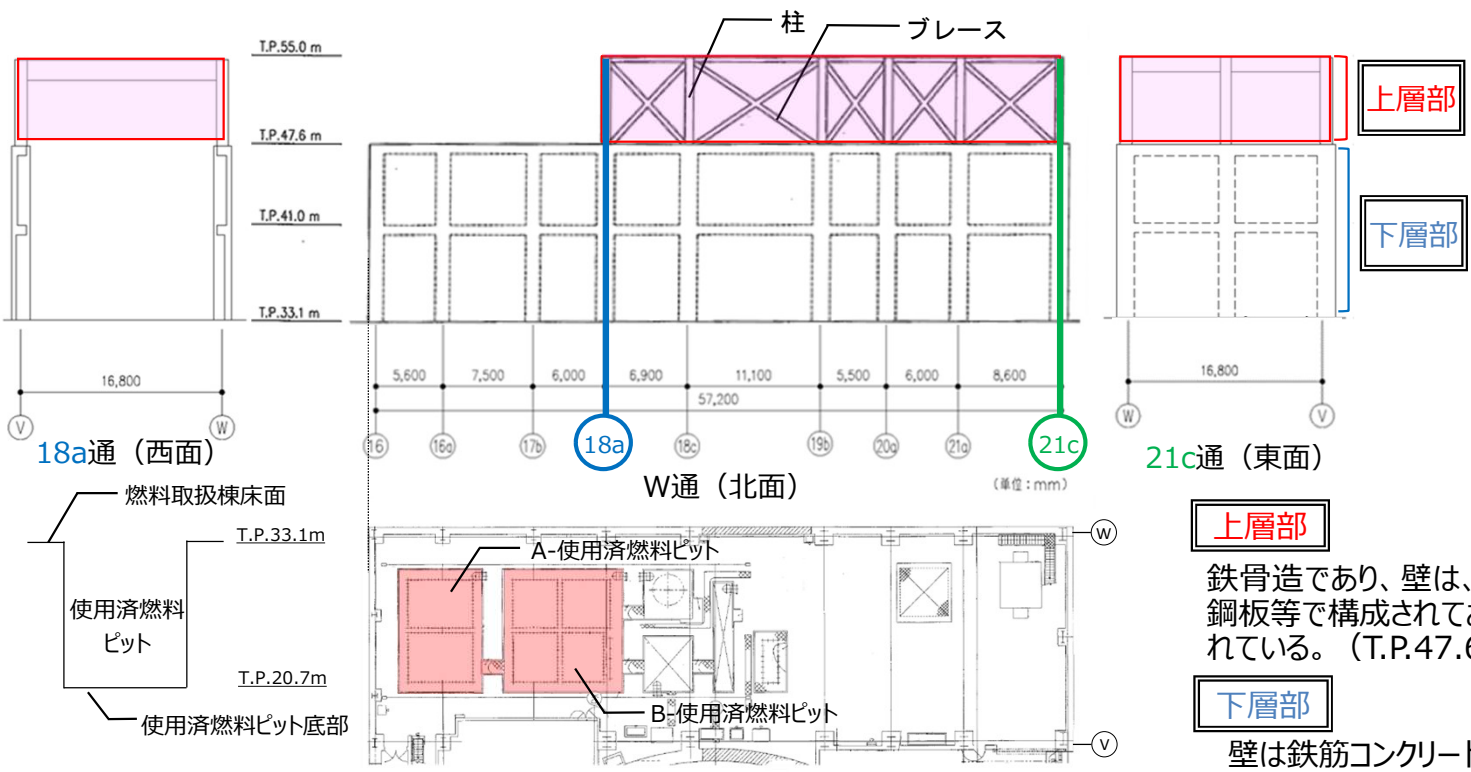 柱
ブレース
T.P.55.0 m
T.P.47.6 m
T.P.41.0 m
T.P.33.1 m
上層部
下層部
16,800
V
W
18a通（西面）
5,600
7,500
6,000
6,900
11,100
5,500
6,000
8,600
57,200
16
16a
17b
18a
18c
19b
20a
21a
21c
W通（北面）
（単位：mm）
16,800
W
V
21c通（東面）
燃料取扱棟床面
T.P.33.1m
使用済燃料
ピット
T.P.20.7m
使用済燃料ピット底部
A-使用済燃料ピット
B-使用済燃料ピット
W
V
上層部
鉄骨造であり、壁は、
鋼板等で構成されて
れている。（T.P.47.6
下層部
壁は鉄筋コンクリート